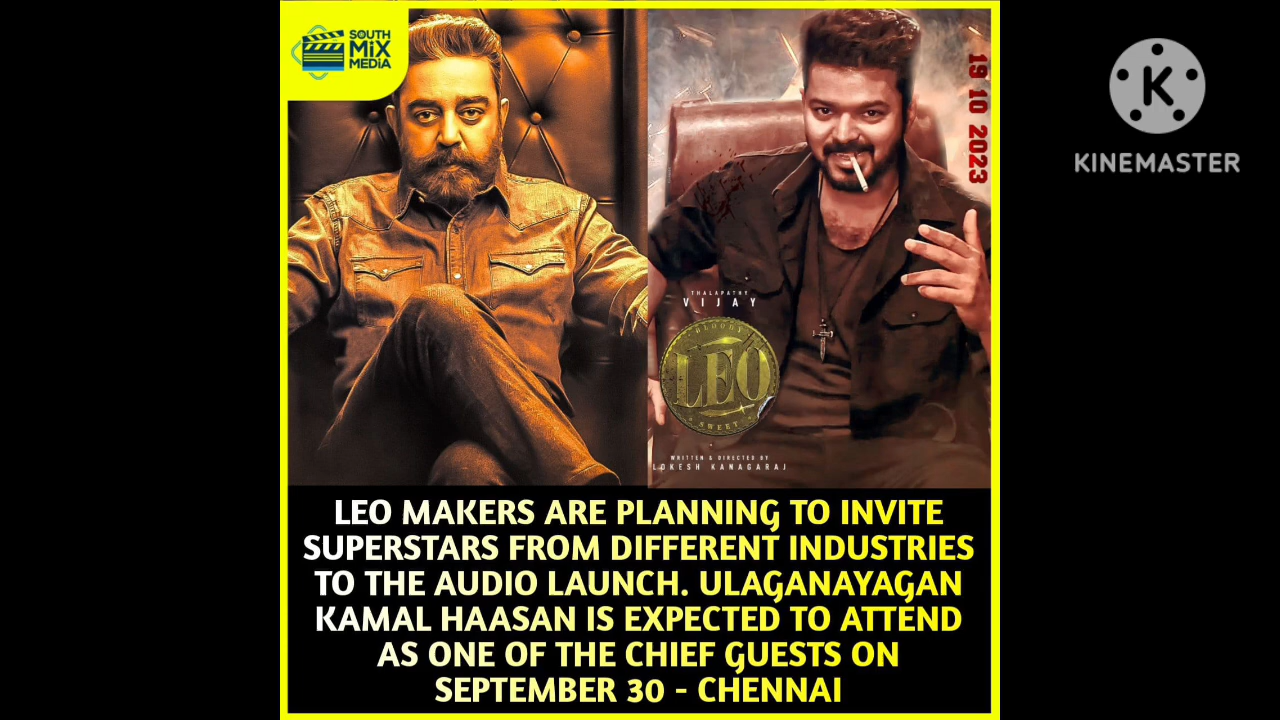 SOUTH
MiX
MEDiA
19 10 2023
THALAPATHY
VIJAY
BLOODY
LEO
SWEET
WRITTEN & DIRECTED BY
LOKESH KANAGARAJ
LEO MAKERS ARE PLANNING TO INVITE
SUPERSTARS FROM DIFFERENT INDUSTRIES
TO THE AUDIO LAUNCH. ULAGANAYAGAN
KAMAL HAASAN IS EXPECTED TO ATTEND
AS ONE OF THE CHIEF GUESTS ON
SEPTEMBER 30 - CHENNAI
K
KINEMASTER